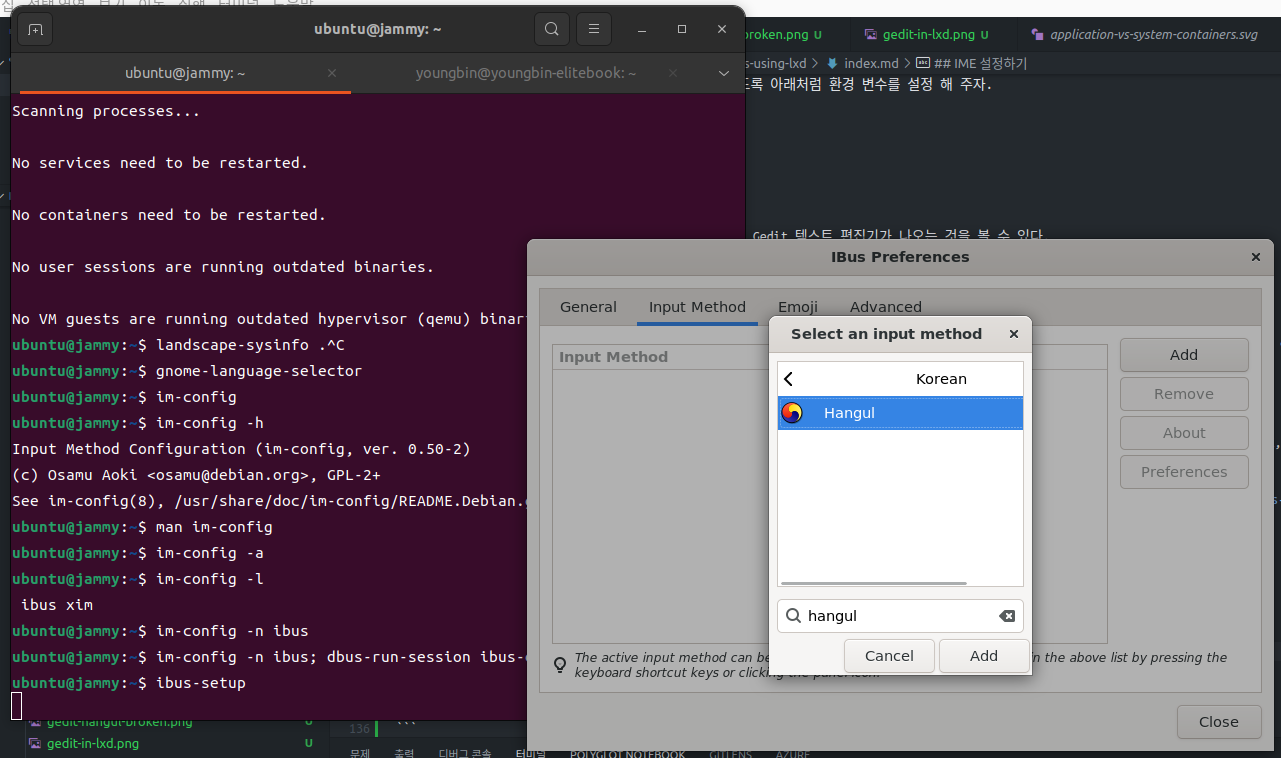 ubuntu@jammy: ~
ubuntu@jammy: ~
youngbin@youngbin-elitebook: ~
Scanning processes...
No services need to be restarted.
No containers need to be restarted.
No user sessions are running outdated binaries.
No VM guests are running outdated hypervisor (qemu)
ubuntu@jammy:~$ landscape-sysinfo .^C
ubuntu@jammy:~$ gnome-language-selector
ubuntu@jammy:~$ im-config
ubuntu@jammy:~$ im-config -h
Input Method Configuration (im-config, ver. 0.50-2)
(c) Osamu Aoki <osamu@debian.org>, GPL-2+
See im-config(8), /usr/share/doc/im-config/README.Debian.
ubuntu@jammy:~$ man im-config
ubuntu@jammy:~$ im-config -a
ubuntu@jammy:~$ im-config -l
ibus xim
ubuntu@jammy:~$ im-config -n ibus
ubuntu@jammy:~$ im-config -n ibus; dbus-run-session ibus-
ubuntu@jammy:~$ ibus-setup
broken.png U
gedit-in-lxd.png U
application-vs-system-containers.svg
s-using-lxd > index.md > ## IME 설정하기
아래처럼 환경 변수를 설정 해 주자.
Gedit 텍스트 편집기가 나오는 것을 볼 수 있다
IBus Preferences
General
Input Method
Emoji
Advanced
Input Method
Add
Remove
About
Preferences
Select an input method
Korean
Hangul
hangul
Cancel
Add
The active input method can be
in the above list by pressing the
keyboard shortcut keys or clicking the panel icon.
Close
gedit-hangul-broken.png U
gedit-in-lxd.png U
136 ```
문제
출력
디버그 콘솔
터미널
POLYGLOT NOTEBOOK
GITLENS
AZURE